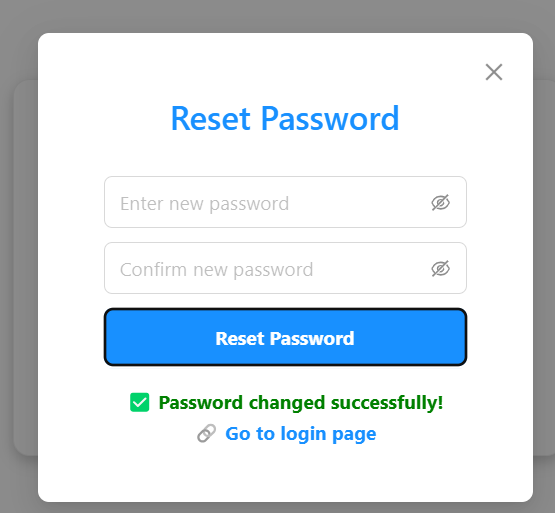 Reset Password
Enter new password
Confirm new password
Reset Password
✅ Password changed successfully!
🔗 Go to login page